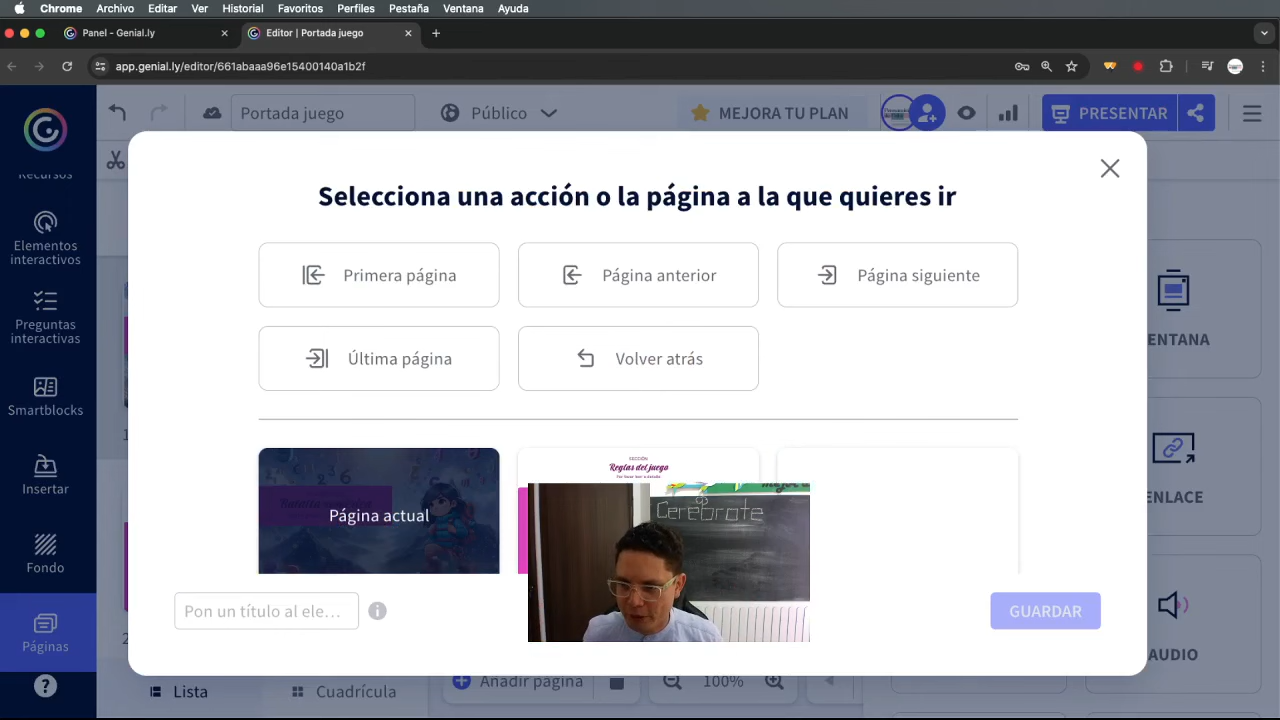 Chrome Archivo Editar Ver Historial Favoritos Perfiles Pestaña Ventana Ayuda
Panel - Genial.ly
Editor | Portada juego
app.genial.ly/editor/661abaaa96e15400140a1b2f
Portada juego
Público
MEJORA TU PLAN
PRESENTAR
Recursos
Elementos
interactivos
Preguntas
interactivas
Smartblocks
Insertar
Fondo
Páginas
Selecciona una acción o la página a la que quieres ir
Primera página
Página anterior
Página siguiente
Última página
Volver atrás
Página actual
SECCIÓN
Reglas del juego
Cerebrote
Pon un título al ele...
GUARDAR
ENTANA
ENLACE
AUDIO
Lista
Cuadrícula
Añadir página
100%